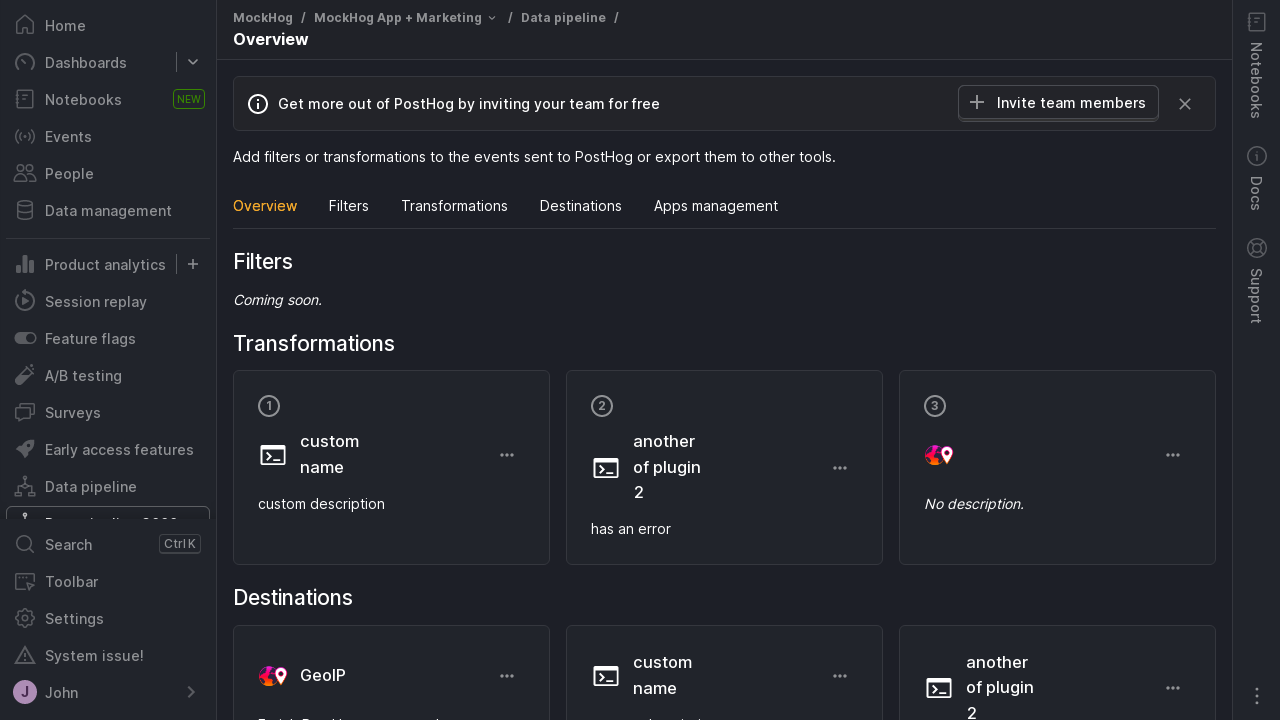 Home
Dashboards
Notebooks
NEW
Events
People
Data management
Product analytics
Session replay
Feature flags
A/B testing
Surveys
Early access features
Data pipeline
Search
Ctrl K
Toolbar
Settings
System issue!
J
John
MockHog / MockHog App + Marketing / Data pipeline /
Overview
Get more out of PostHog by inviting your team for free
Invite team members
Add filters or transformations to the events sent to PostHog or export them to other tools.
Overview
Filters
Transformations
Destinations
Apps management
Filters
Coming soon.
Transformations
1
custom
name
custom description
2
another
of plugin
2
has an error
3
No description.
Destinations
GeoIP
custom
name
another
of plugin
2
Notebooks
Docs
Support